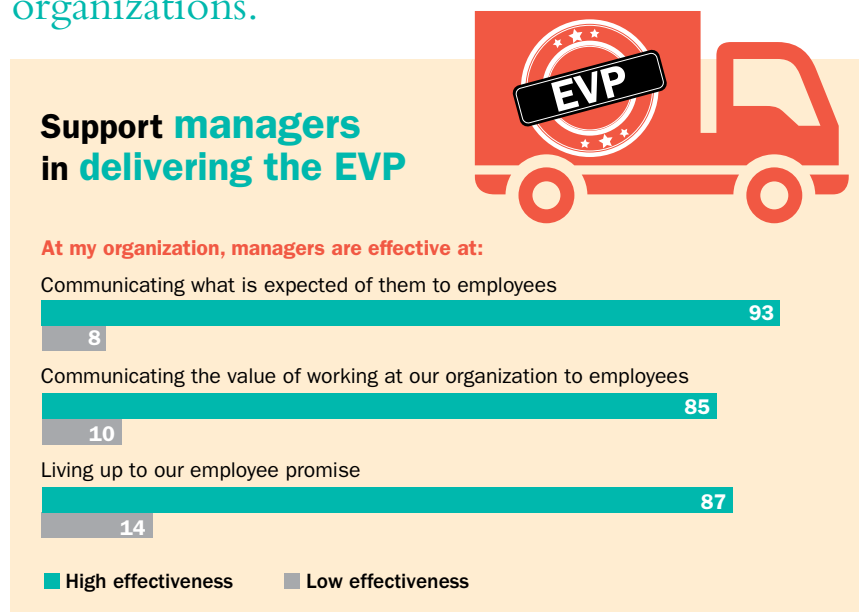 organizations.
EVP
Support managers
in delivering the EVP
At my organization, managers are effective at:
Communicating what is expected of them to employees
93
8
Communicating the value of working at our organization to employees
85
10
Living up to our employee promise
87
14
High effectiveness
Low effectiveness